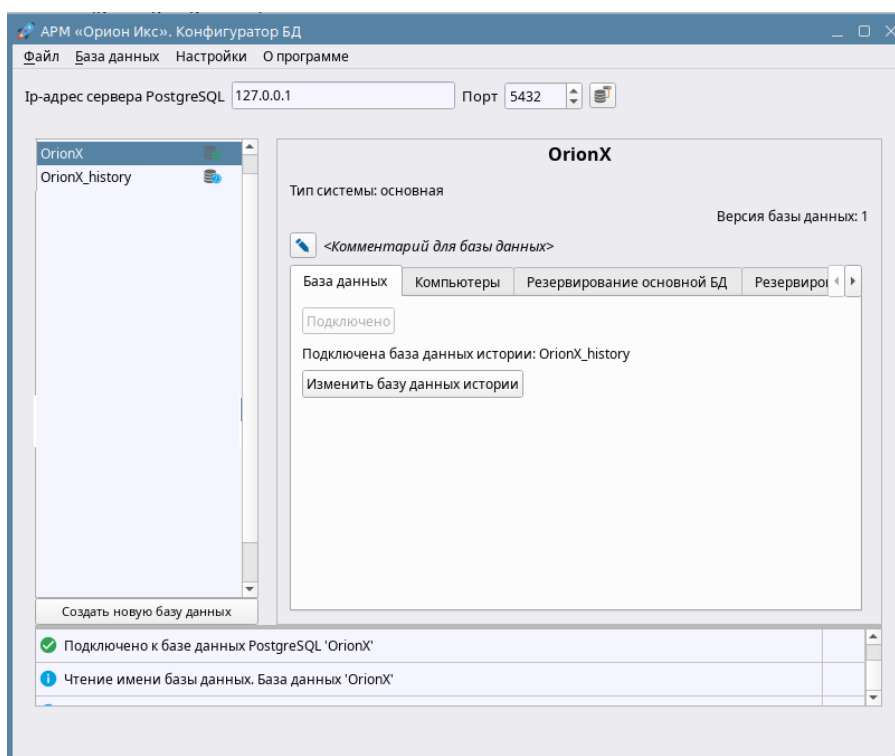 АРМ «Орион Икс». Конфигуратор БД
Файл База данных Настройки О программе
Ip-адрес сервера PostgreSQL 127.0.0.1 Порт 5432
OrionX
OrionX_history
OrionX
Тип системы: основная
Версия базы данных: 1
<Комментарий для базы данных>
База данных Компьютеры Резервирование основной БД Резервиров
Подключено
Подключена база данных истории: OrionX_history
Изменить базу данных истории
Создать новую базу данных
Подключено к базе данных PostgreSQL 'OrionX'
Чтение имени базы данных. База данных 'OrionX'